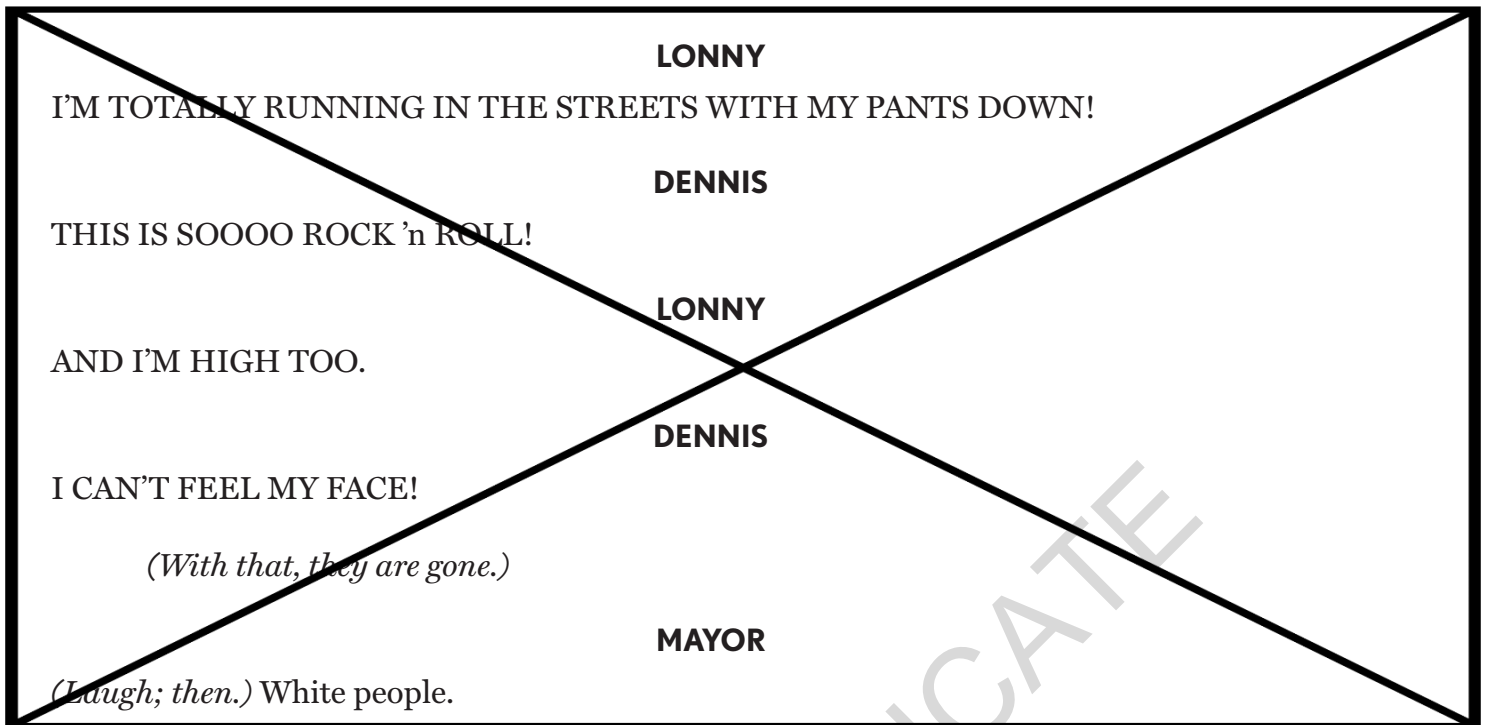 LONNY
I’M TOTALLY RUNNING IN THE STREETS WITH MY PANTS DOWN!
DENNIS
THIS IS SOOOO ROCK ’n ROLL!
LONNY
AND I’M HIGH TOO.
DENNIS
I CAN’T FEEL MY FACE!
(With that, they are gone.)
MAYOR
(Laugh; then.) White people.